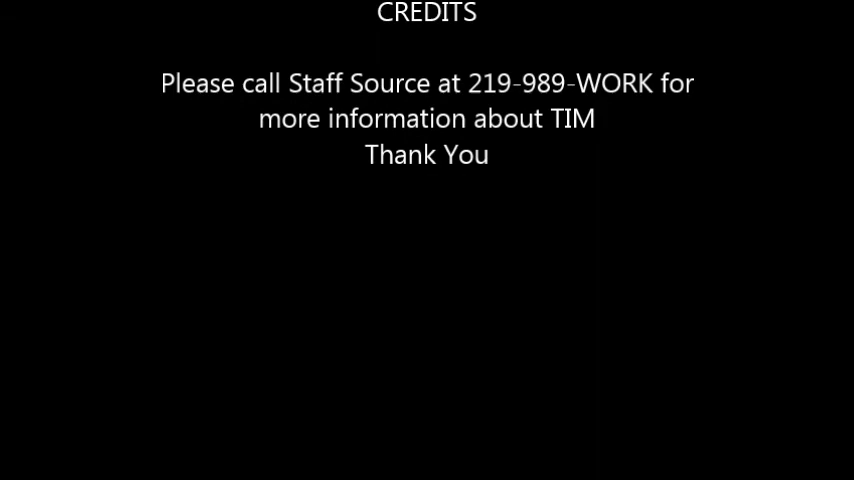 CREDITS
Please call Staff Source at 219-989-WORK for
more information about TIM
Thank You